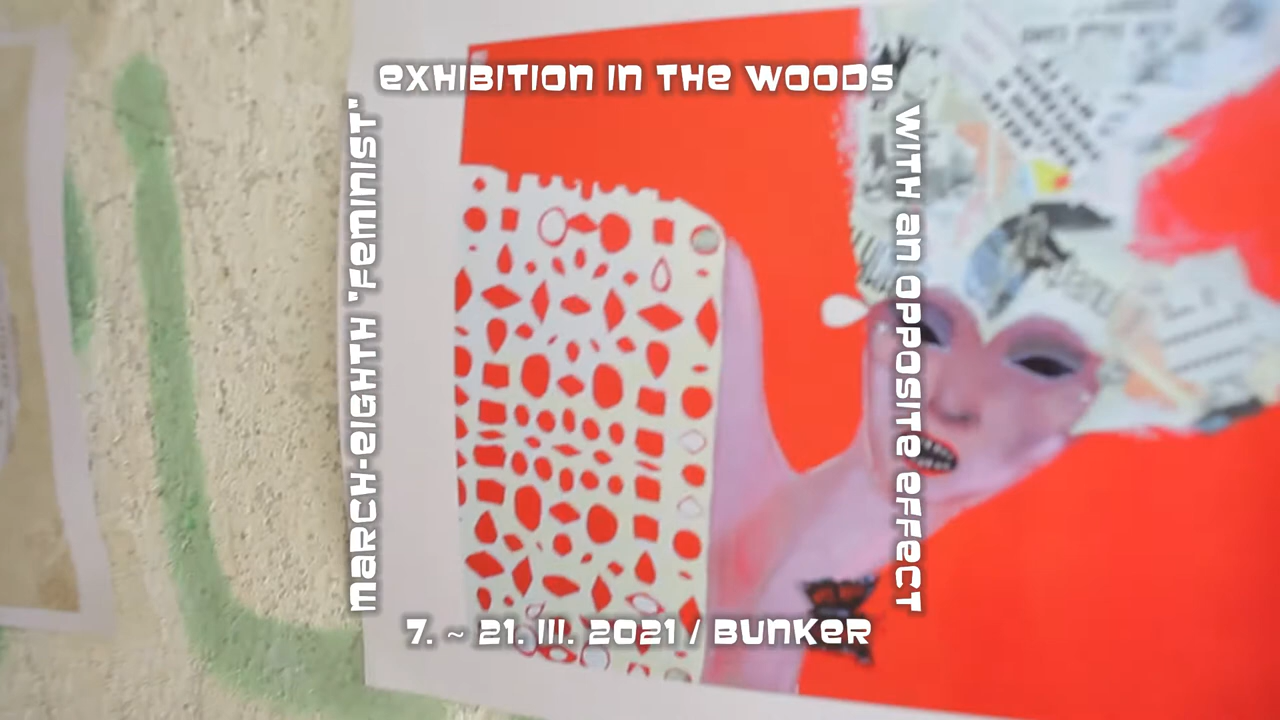 EXHIBITION IN THE WOODS
WITH AN OPPOSITE EFFECT
MARCH-EIGHTH "FEMINIST"
7. ~ 21. III. 2021 / BUNKER